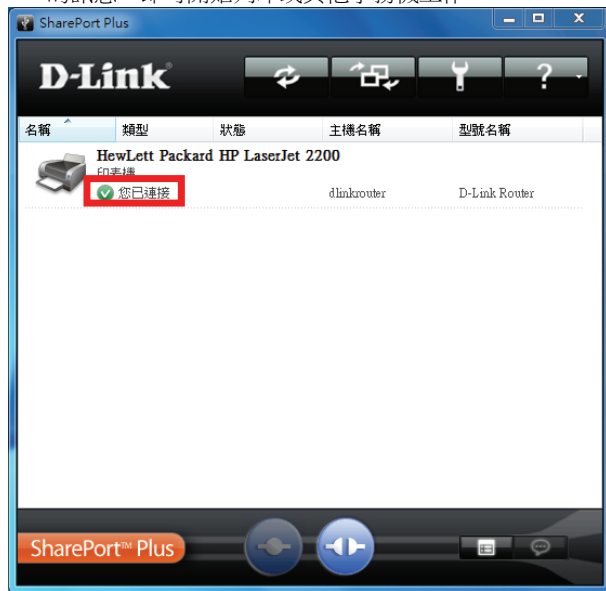 SharePort Plus
D-Link
?
名稱 類型 狀態 主機名稱 型號名稱
HewLett Packard HP LaserJet 2200
印表機
您已連接 dlinkrouter D-Link Router
SharePort™ Plus